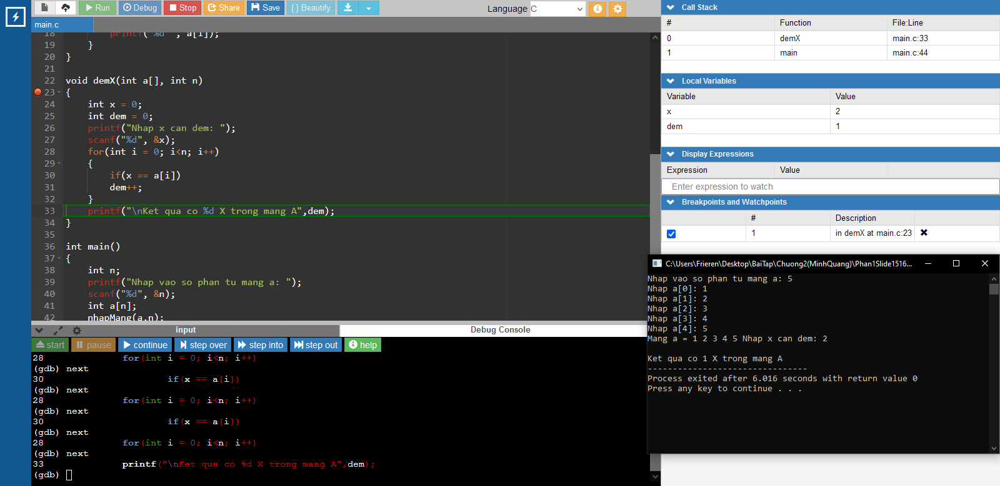 Run Debug Stop Share Save { } Beautify Language C
main.c
18 printf("%d ", a[i]);
19 }
20 }
21
22 void demX(int a[], int n)
23 {
24 int x = 0;
25 int dem = 0;
26 printf("Nhap x can dem: ");
27 scanf("%d", &x);
28 for(int i = 0; i<n; i++)
29 {
30 if(x == a[i])
31 dem++;
32 }
33 printf("\nKet qua co %d X trong mang A",dem);
34 }
35
36 int main()
37 {
38 int n;
39 printf("Nhap vao so phan tu mang a: ");
40 scanf("%d", &n);
41 int a[n];
42 nhapMang(a,n);
input Debug Console
start pause continue step over step into step out help
28 for(int i = 0; i<n; i++)
(gdb) next
30 if(x == a[i])
(gdb) next
28 for(int i = 0; i<n; i++)
(gdb) next
30 if(x == a[i])
(gdb) next
28 for(int i = 0; i<n; i++)
(gdb) next
33 printf("\nKet qua co %d X trong mang A",dem);
(gdb)
Call Stack
# Function File:Line
0 demX main.c:33
1 main main.c:44
Local Variables
Variable Value
x 2
dem 1
Display Expressions
Expression Value
Enter expression to watch
Breakpoints and Watchpoints
# Description
1 in demX at main.c:23
C:\Users\Frieren\Desktop\BaiTap\Chuong2(MinhQuang)\Phan1Slide1516...
Nhap vao so phan tu mang a: 5
Nhap a[0]: 1
Nhap a[1]: 2
Nhap a[2]: 3
Nhap a[3]: 4
Nhap a[4]: 5
Mang a = 1 2 3 4 5 Nhap x can dem: 2
Ket qua co 1 X trong mang A
--------------------------------
Process exited after 6.016 seconds with return value 0
Press any key to continue . . .